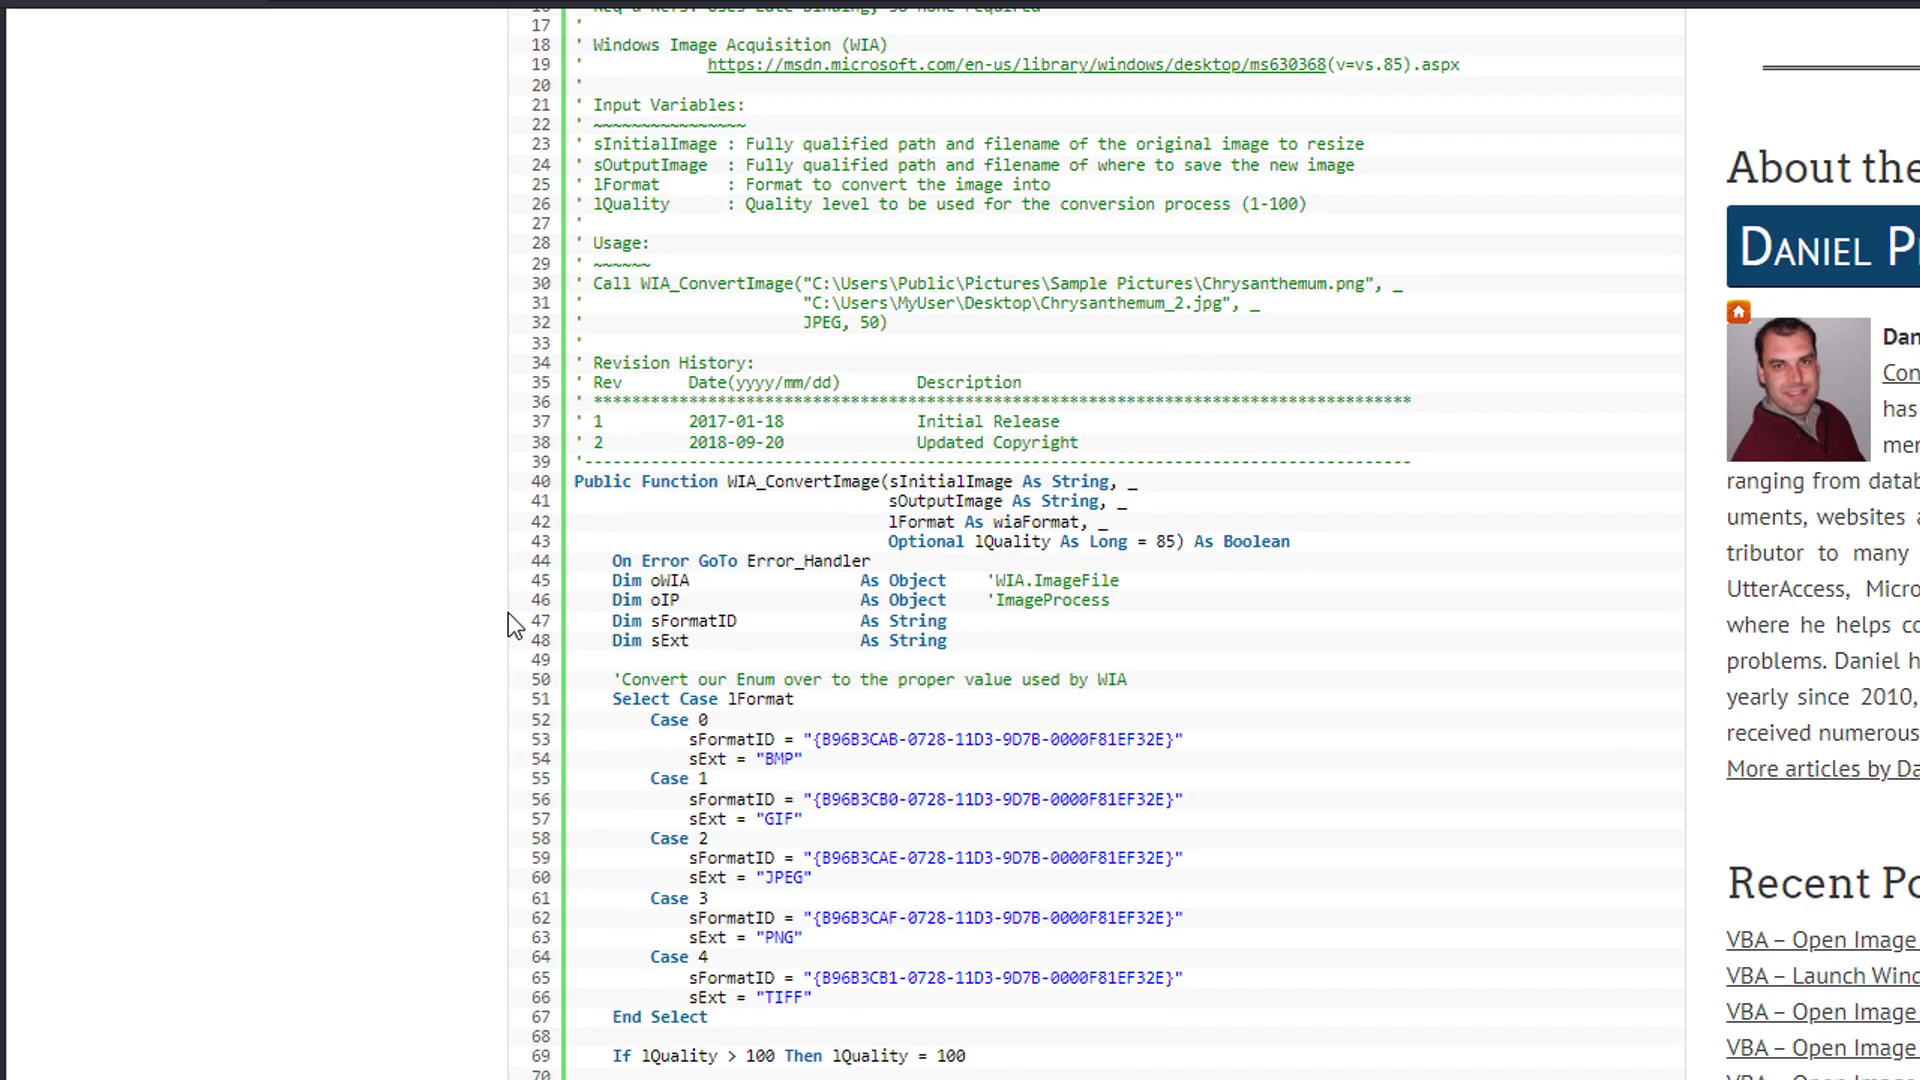 17 '
18 ' Windows Image Acquisition (WIA)
19 ' https://msdn.microsoft.com/en-us/library/windows/desktop/ms630368(v=vs.85).aspx
20 '
21 ' Input Variables:
22 ' ~~~~~~~~~~~~~~~~
23 ' sInitialImage : Fully qualified path and filename of the original image to resize
24 ' sOutputImage : Fully qualified path and filename of where to save the new image
25 ' lFormat : Format to convert the image into
26 ' lQuality : Quality level to be used for the conversion process (1-100)
27 '
28 ' Usage:
29 ' ~~~~~~
30 ' Call WIA_ConvertImage("C:\Users\Public\Pictures\Sample Pictures\Chrysanthemum.png", _
31 ' "C:\Users\MyUser\Desktop\Chrysanthemum_2.jpg", _
32 ' JPEG, 50)
33 '
34 ' Revision History:
35 ' Rev Date(yyyy/mm/dd) Description
36 ' **************************************************************************************
37 ' 1 2017-01-18 Initial Release
38 ' 2 2018-09-20 Updated Copyright
39 '---------------------------------------------------------------------------------------
40 Public Function WIA_ConvertImage(sInitialImage As String, _
41 sOutputImage As String, _
42 lFormat As wiaFormat, _
43 Optional lQuality As Long = 85) As Boolean
44 On Error GoTo Error_Handler
45 Dim oWIA As Object 'WIA.ImageFile
46 Dim oIP As Object 'ImageProcess
47 Dim sFormatID As String
48 Dim sExt As String
49
50 'Convert our Enum over to the proper value used by WIA
51 Select Case lFormat
52 Case 0
53 sFormatID = "{B96B3CAB-0728-11D3-9D7B-0000F81EF32E}"
54 sExt = "BMP"
55 Case 1
56 sFormatID = "{B96B3CB0-0728-11D3-9D7B-0000F81EF32E}"
57 sExt = "GIF"
58 Case 2
59 sFormatID = "{B96B3CAE-0728-11D3-9D7B-0000F81EF32E}"
60 sExt = "JPEG"
61 Case 3
62 sFormatID = "{B96B3CAF-0728-11D3-9D7B-0000F81EF32E}"
63 sExt = "PNG"
64 Case 4
65 sFormatID = "{B96B3CB1-0728-11D3-9D7B-0000F81EF32E}"
66 sExt = "TIFF"
67 End Select
68
69 If lQuality > 100 Then lQuality = 100
70
About the
DANIEL P
Dan
Con
has
men
ranging from datab
uments, websites a
tributor to many
UtterAccess, Micro
where he helps co
problems. Daniel h
yearly since 2010,
received numerous
More articles by Da
Recent Po
VBA – Open Image
VBA – Launch Wind
VBA – Open Image
VBA – Open Image